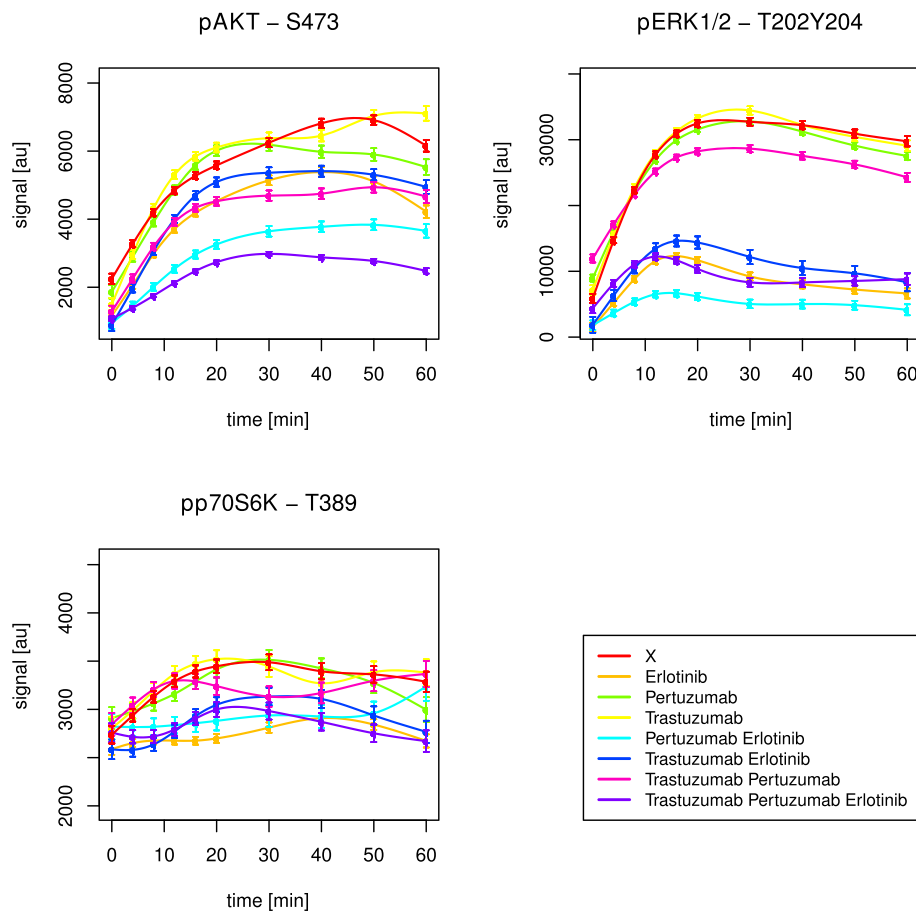 pAKT − S473
pERK1/2 − T202Y204
signal [au]
8000
6000
4000
2000
0 10 20 30 40 50 60
time [min]
signal [au]
30000
10000
0
0 10 20 30 40 50 60
time [min]
pp70S6K − T389
signal [au]
4000
3000
2000
0 10 20 30 40 50 60
time [min]
X
Erlotinib
Pertuzumab
Trastuzumab
Pertuzumab Erlotinib
Trastuzumab Erlotinib
Trastuzumab Pertuzumab
Trastuzumab Pertuzumab Erlotinib